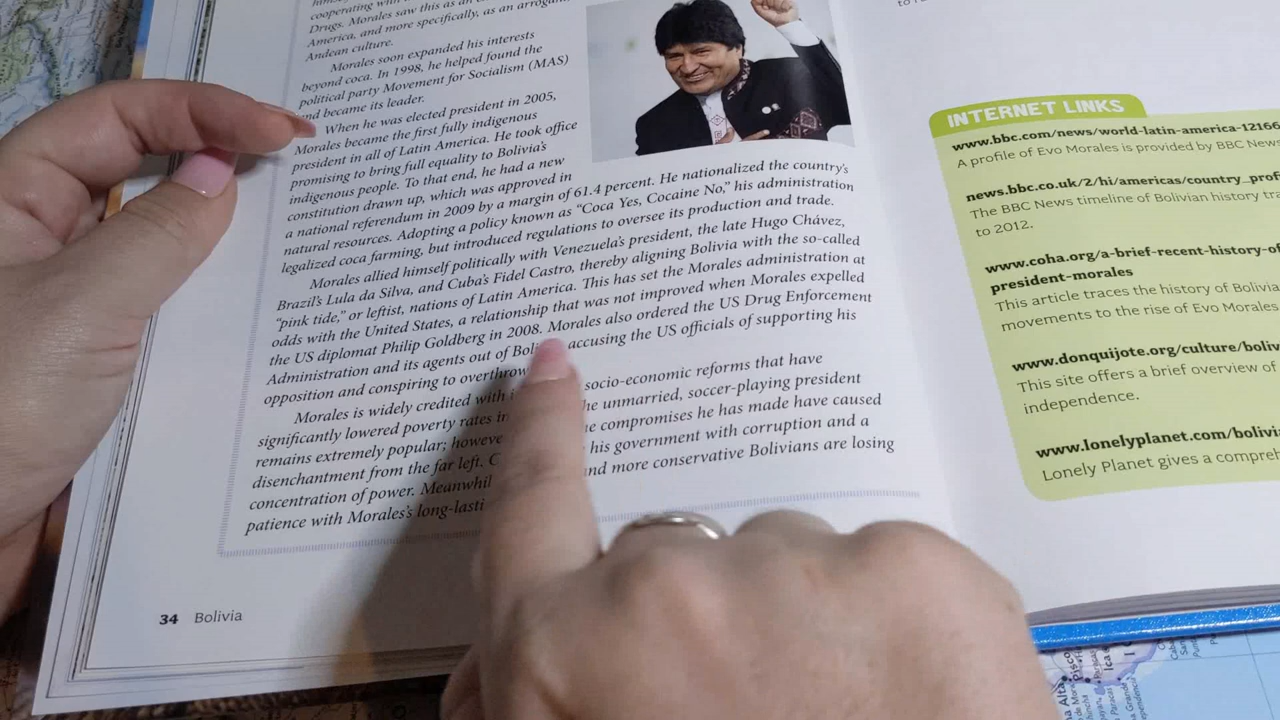 cooperating with
Drugs. Morales saw this as an
America, and more specifically, as an arrogant,
Andean culture.
Morales soon expanded his interests
beyond coca. In 1998, he helped found the
political party Movement for Socialism (MAS)
and became its leader.
When he was elected president in 2005,
Morales became the first fully indigenous
president in all of Latin America. He took office
promising to bring full equality to Bolivia's
indigenous people. To that end, he had a new
constitution drawn up, which was approved in
a national referendum in 2009 by a margin of 61.4 percent. He nationalized the country's
natural resources. Adopting a policy known as "Coca Yes, Cocaine No," his administration
legalized coca farming, but introduced regulations to oversee its production and trade.
Morales allied himself politically with Venezuela's president, the late Hugo Chávez,
Brazil's Lula da Silva, and Cuba's Fidel Castro, thereby aligning Bolivia with the so-called
"pink tide," or leftist, nations of Latin America. This has set the Morales administration at
odds with the United States, a relationship that was not improved when Morales expelled
the US diplomat Philip Goldberg in 2008. Morales also ordered the US Drug Enforcement
Administration and its agents out of accusing the US officials of supporting his
opposition and conspiring to overthrow
Morales is widely credited with socio-economic reforms that have
significantly lowered poverty rates in unmarried, soccer-playing president
remains extremely popular; compromises he has made have caused
disenchantment from the far left. his government with corruption and a
concentration of power. and more conservative Bolivians are losing
patience with Morales's
34 Bolivia
INTERNET LINKS
www.bbc.com/news/world-latin-america-12166
A profile of Evo Morales is provided by BBC News
news.bbc.co.uk/2/hi/americas/country_prof
The BBC News timeline of Bolivian history
to 2012.
www.coha.org/a-brief-recent-history-of
president-morales
This article traces the history of Bolivia
movements to the rise of Evo Morales.
www.donquijote.org/culture/boliv
This site offers a brief overview of
independence.
www.lonelyplanet.com/bolivia
Lonely Planet gives a